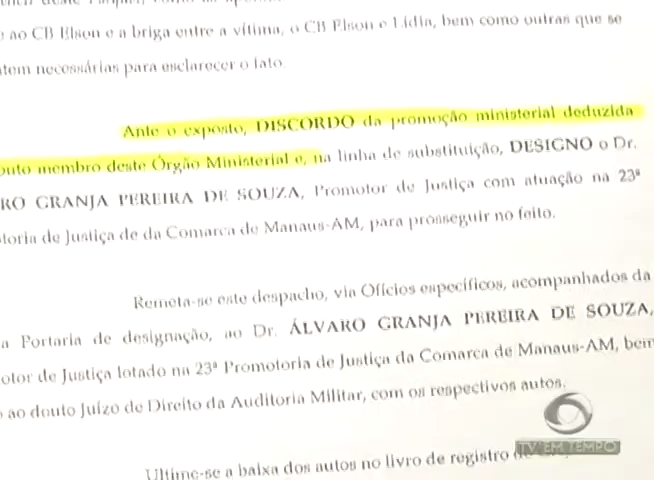 ao CB Elson e a briga entre a vítima, o CB Elson e Lídia, bem como outras que se
necessárias para esclarecer o fato
Ante o exposto, DISCORDO da promoção ministerial deduzida
membro deste Órgão Ministerial e, na linha de substituição, DESIGNO o Dr.
RO GRANJA PEREIRA DE SOUZA, Promotor de Justiça com atuação na 23ª
toria de Justiça de da Comarca de Manaus-AM, para prosseguir no feito.
Remeta-se este despacho, via Ofícios específicos, acompanhados da
a Portaria de designação, ao Dr. ÁLVARO GRANJA PEREIRA DE SOUZA,
otor de Justiça lotado na 23ª Promotoria de Justiça da Comarca de Manaus-AM, bem
ao douto Juízo de Direito da Auditoria Militar, com os respectivos autos.
Ultime-se a baixa dos autos no livro de registro
TV EM TEMPO